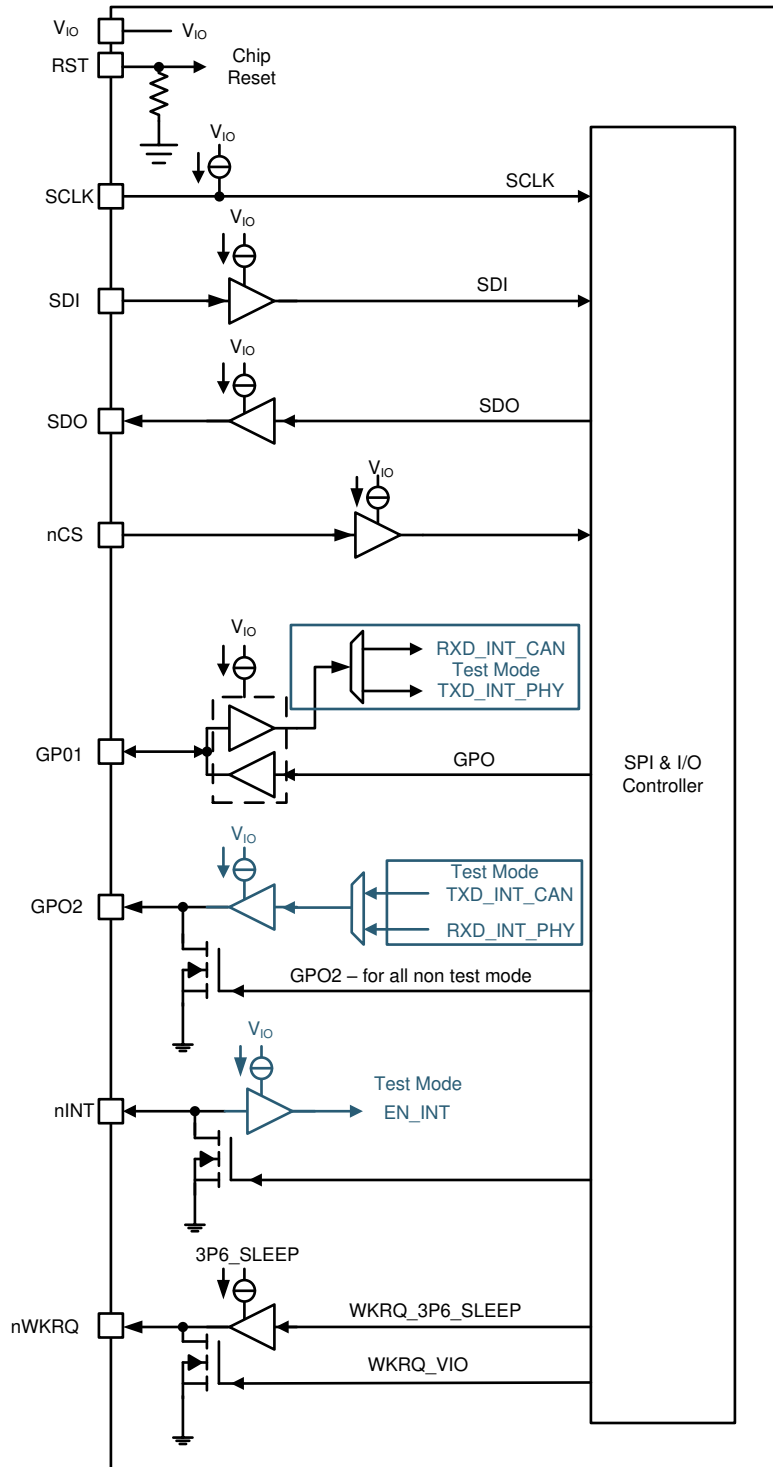 VIO
VIO
RST
Chip
Reset
VIO
SCLK
SCLK
VIO
SDI
SDI
VIO
SDO
SDO
VIO
nCS
VIO
RXD_INT_CAN
Test Mode
TXD_INT_PHY
GP01
GPO
SPI & I/O
Controller
VIO
Test Mode
TXD_INT_CAN
GPO2
RXD_INT_PHY
GPO2 – for all non test mode
VIO
Test Mode
nINT
EN_INT
3P6_SLEEP
nWKRQ
WKRQ_3P6_SLEEP
WKRQ_VIO